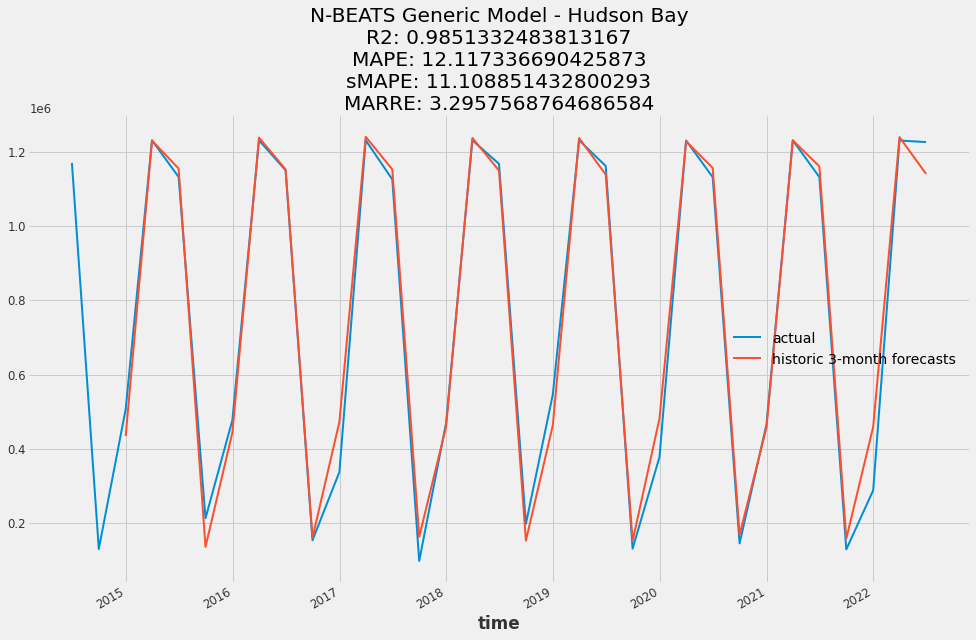 N-BEATS Generic Model - Hudson Bay
R2: 0.9851332483813167
MAPE: 12.117336690425873
sMAPE: 11.108851432800293
MARRE: 3.2957568764686584
1e6
1.2
1.0
0.8
0.6
0.4
0.2
actual
historic 3-month forecasts
2015
2016
2017
2018
2019
2020
2021
2022
time